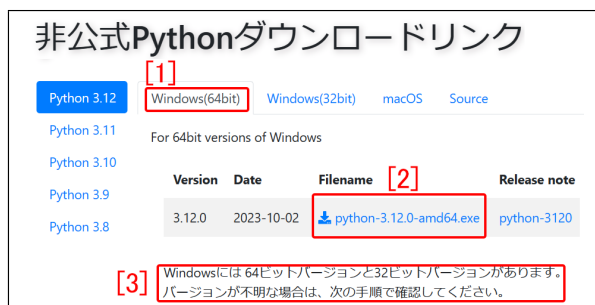 非公式Pythonダウンロードリンク
[1]
Python 3.12
Windows(64bit)
Windows(32bit)
macOS
Source
Python 3.11
For 64bit versions of Windows
Python 3.10
Version
Date
Filename
[2]
Release note
Python 3.9
3.12.0
2023-10-02
python-3.12.0-amd64.exe
python-3120
Python 3.8
[3]
Windowsには 64ビットバージョンと32ビットバージョンがあります。
バージョンが不明な場合は、次の手順で確認してください。